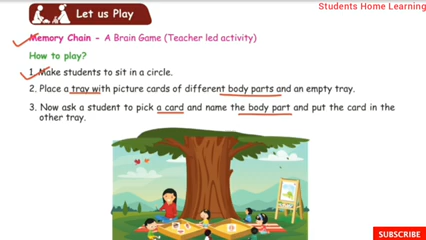 Students Home Learning
Let us Play
Memory Chain - A Brain Game (Teacher led activity)
How to play?
1. Make students to sit in a circle.
2. Place a tray with picture cards of different body parts and an empty tray.
3. Now ask a student to pick a card and name the body part and put the card in the
other tray.
SUBSCRIBE